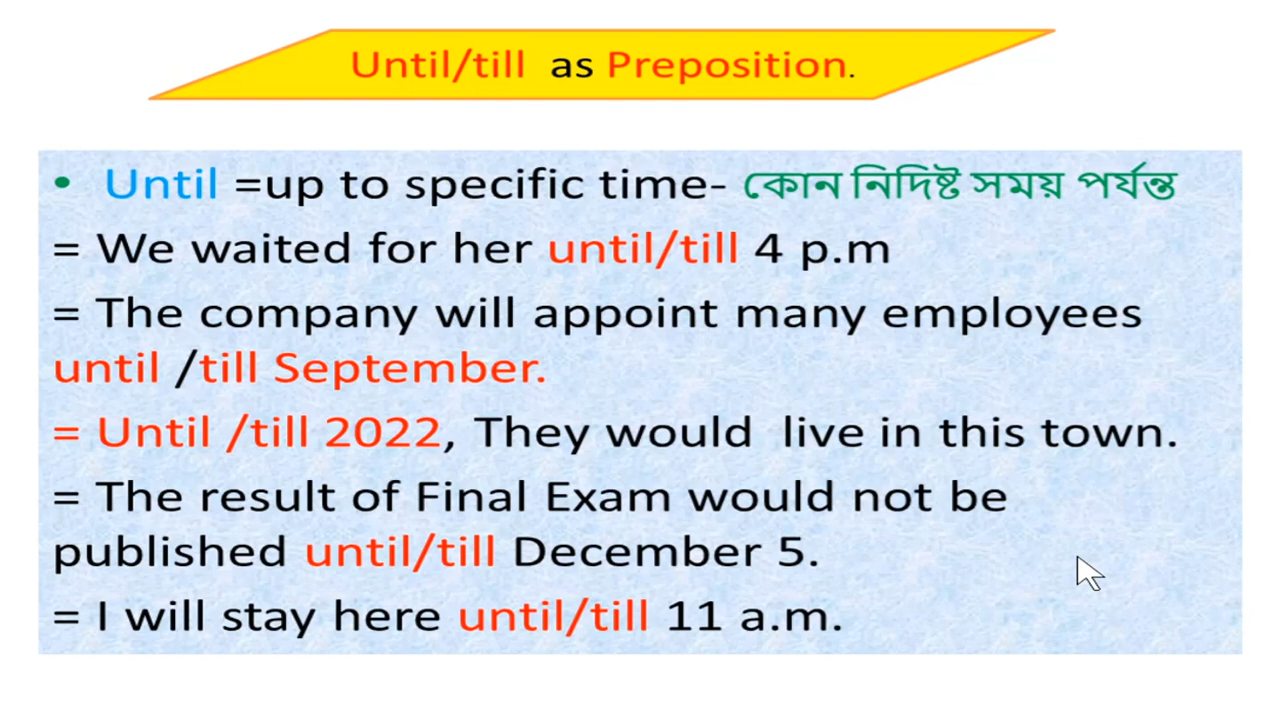 Until/till as Preposition.
• Until =up to specific time- কোন নির্দিষ্ট সময় পর্যন্ত
= We waited for her until/till 4 p.m
= The company will appoint many employees
until /till September.
= Until /till 2022, They would live in this town.
= The result of Final Exam would not be
published until/till December 5.
= I will stay here until/till 11 a.m.